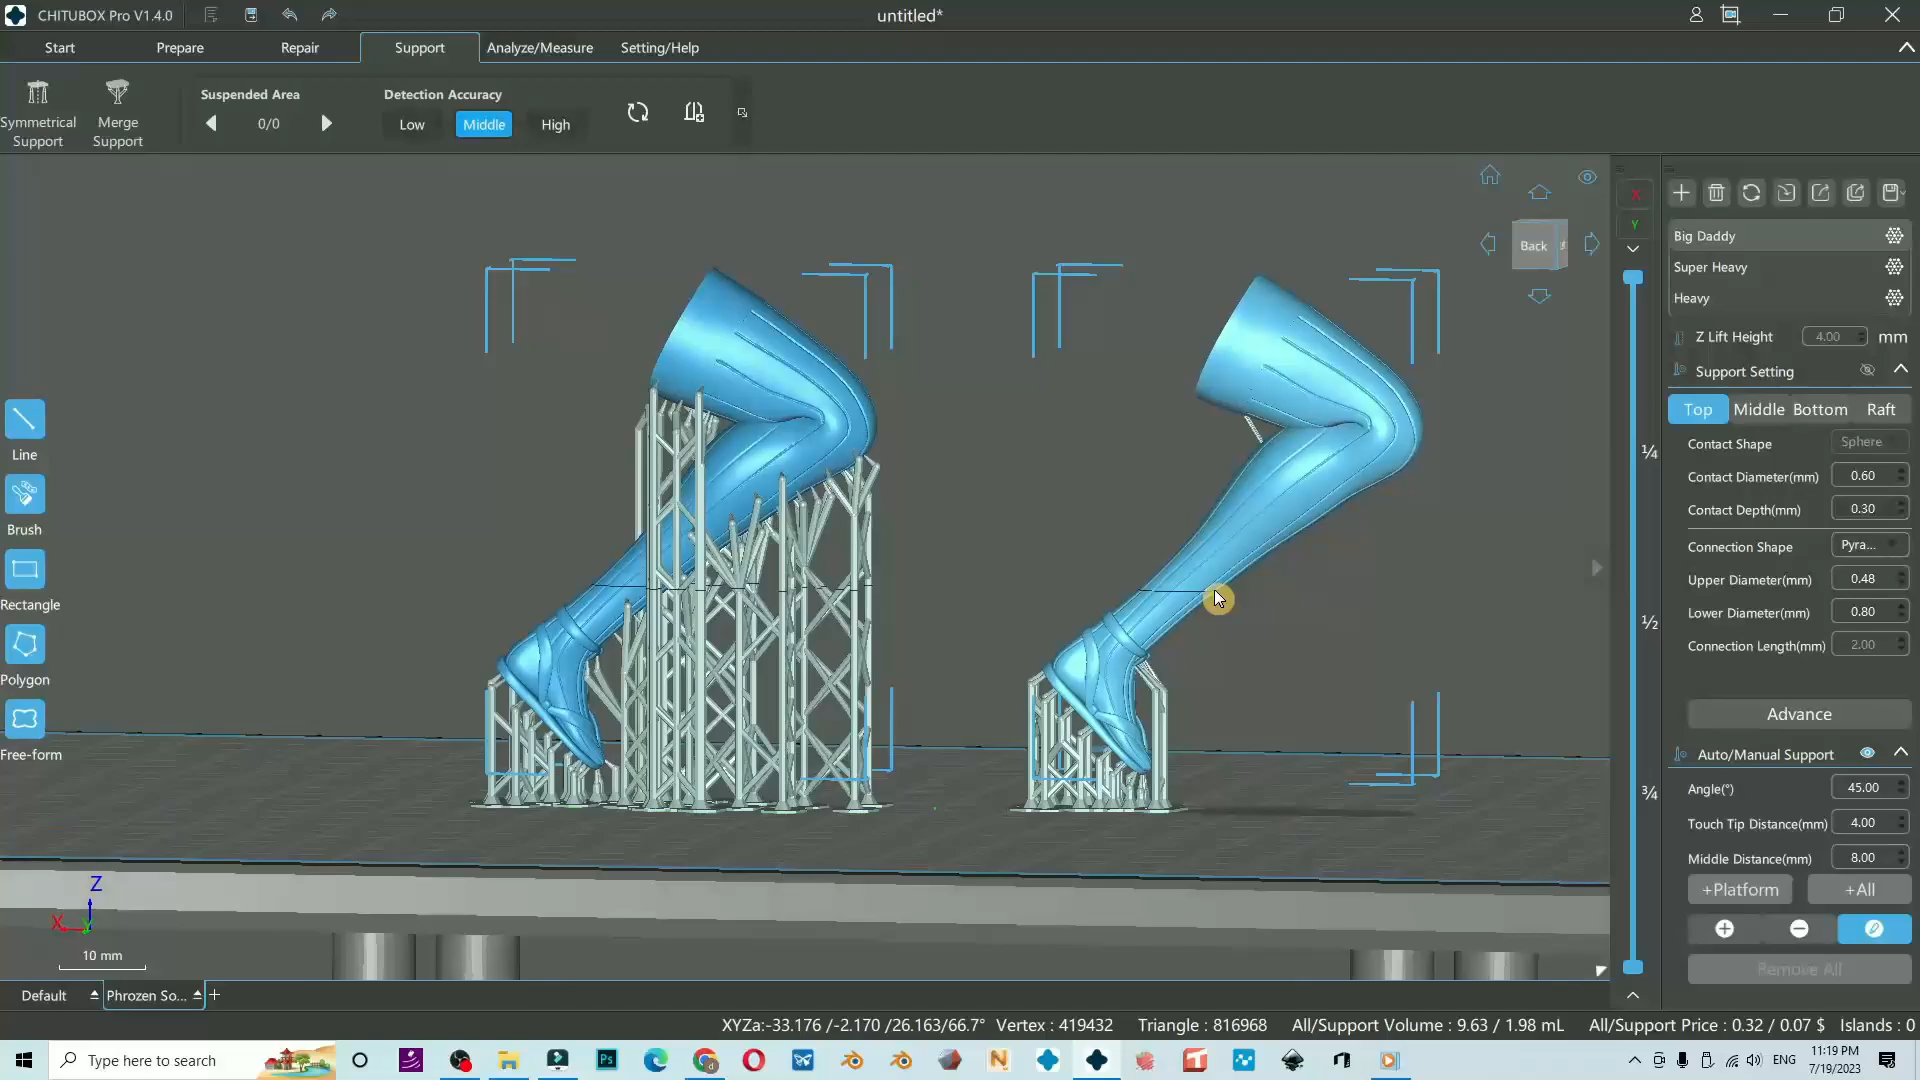 CHITUBOX Pro V1.4.0
untitled*
Start
Prepare
Repair
Support
Analyze/Measure
Setting/Help
Symmetrical
Support
Merge
Support
Suspended Area
0/0
Detection Accuracy
Low
Middle
High
Back
X
Y
Big Daddy
Super Heavy
Heavy
Z Lift Height
4.00
mm
Support Setting
Top
Middle
Bottom
Raft
Contact Shape
Sphere
Contact Diameter(mm)
0.60
Contact Depth(mm)
0.30
Connection Shape
Pyra...
Upper Diameter(mm)
0.48
Lower Diameter(mm)
0.80
Connection Length(mm)
2.00
Advance
Auto/Manual Support
Angle(°)
45.00
Touch Tip Distance(mm)
4.00
Middle Distance(mm)
8.00
+Platform
+All
Remove All
¼
½
¾
Line
Brush
Rectangle
Polygon
Free-form
Z
X
Y
10 mm
Default
Phrozen So...
XYZa:-33.176 /-2.170 /26.163/66.7°
Vertex : 419432
Triangle : 816968
All/Support Volume : 9.63 / 1.98 mL
All/Support Price : 0.32 / 0.07 $
Islands : 0
Type here to search
Ps
ENG
11:19 PM
7/19/2023